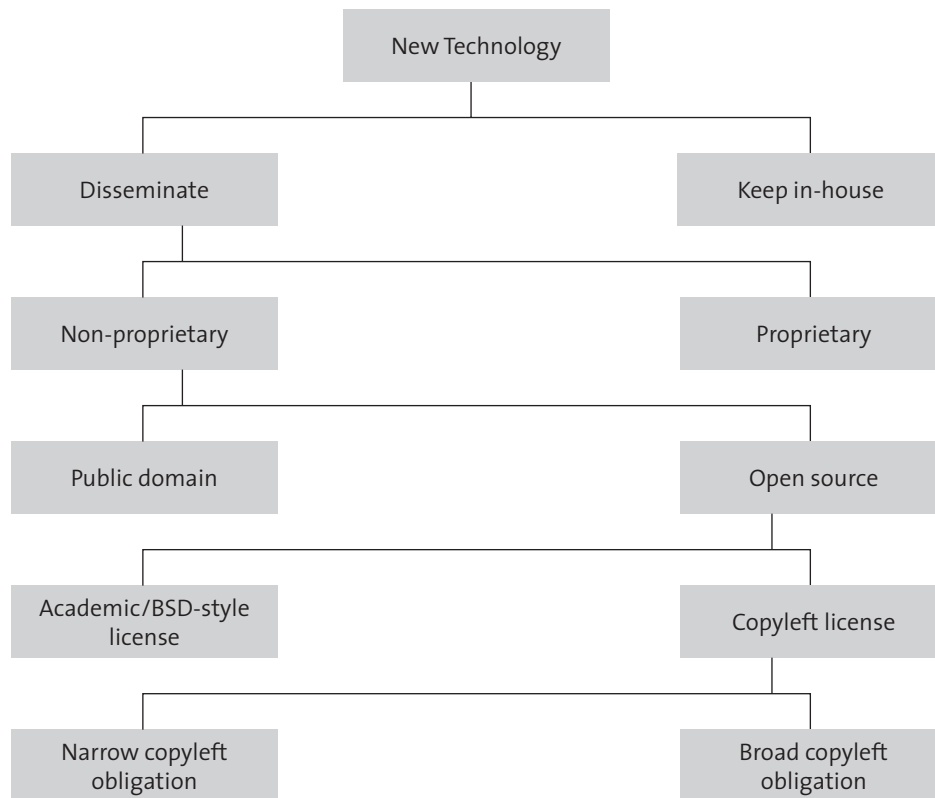 New Technology
Disseminate
Keep in-house
Non-proprietary
Proprietary
Public domain
Open source
Academic/BSD-style
license
Copyleft license
Narrow copyleft
obligation
Broad copyleft
obligation